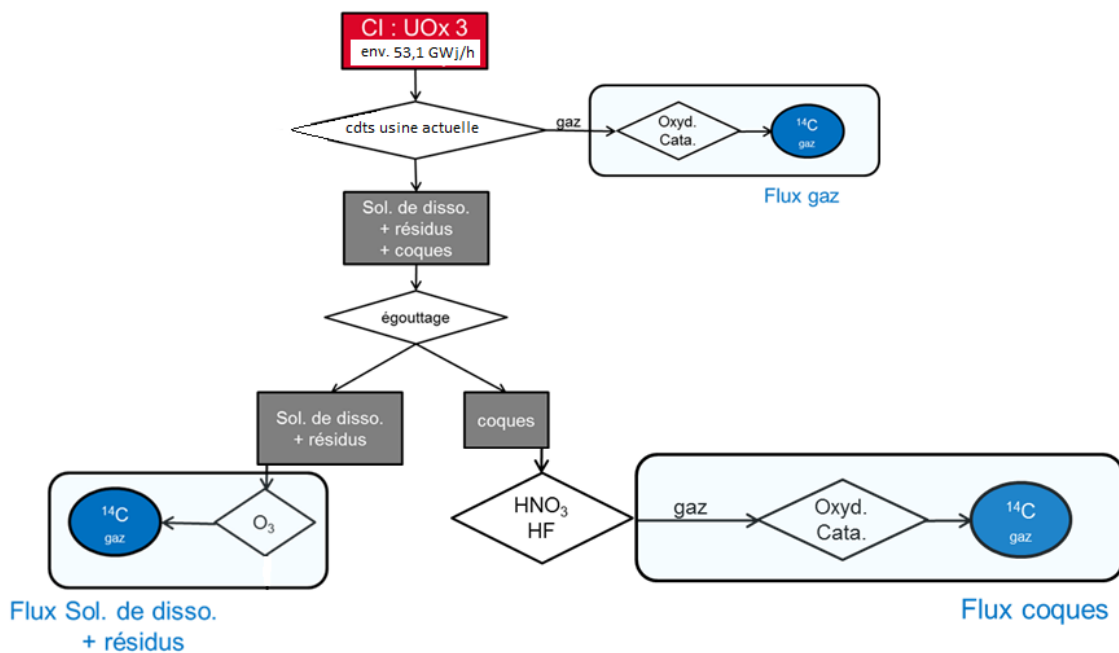 CI : UOx 3
env. 53,1 GWj/h
cdts usine actuelle
gaz
Oxyd.
Cata.
¹⁴C
gaz
Flux gaz
Sol. de disso.
+ résidus
+ coques
égouttage
Sol. de disso.
+ résidus
coques
¹⁴C
gaz
O₃
HNO₃
HF
gaz
Oxyd.
Cata.
¹⁴C
gaz
Flux Sol. de disso.
+ résidus
Flux coques